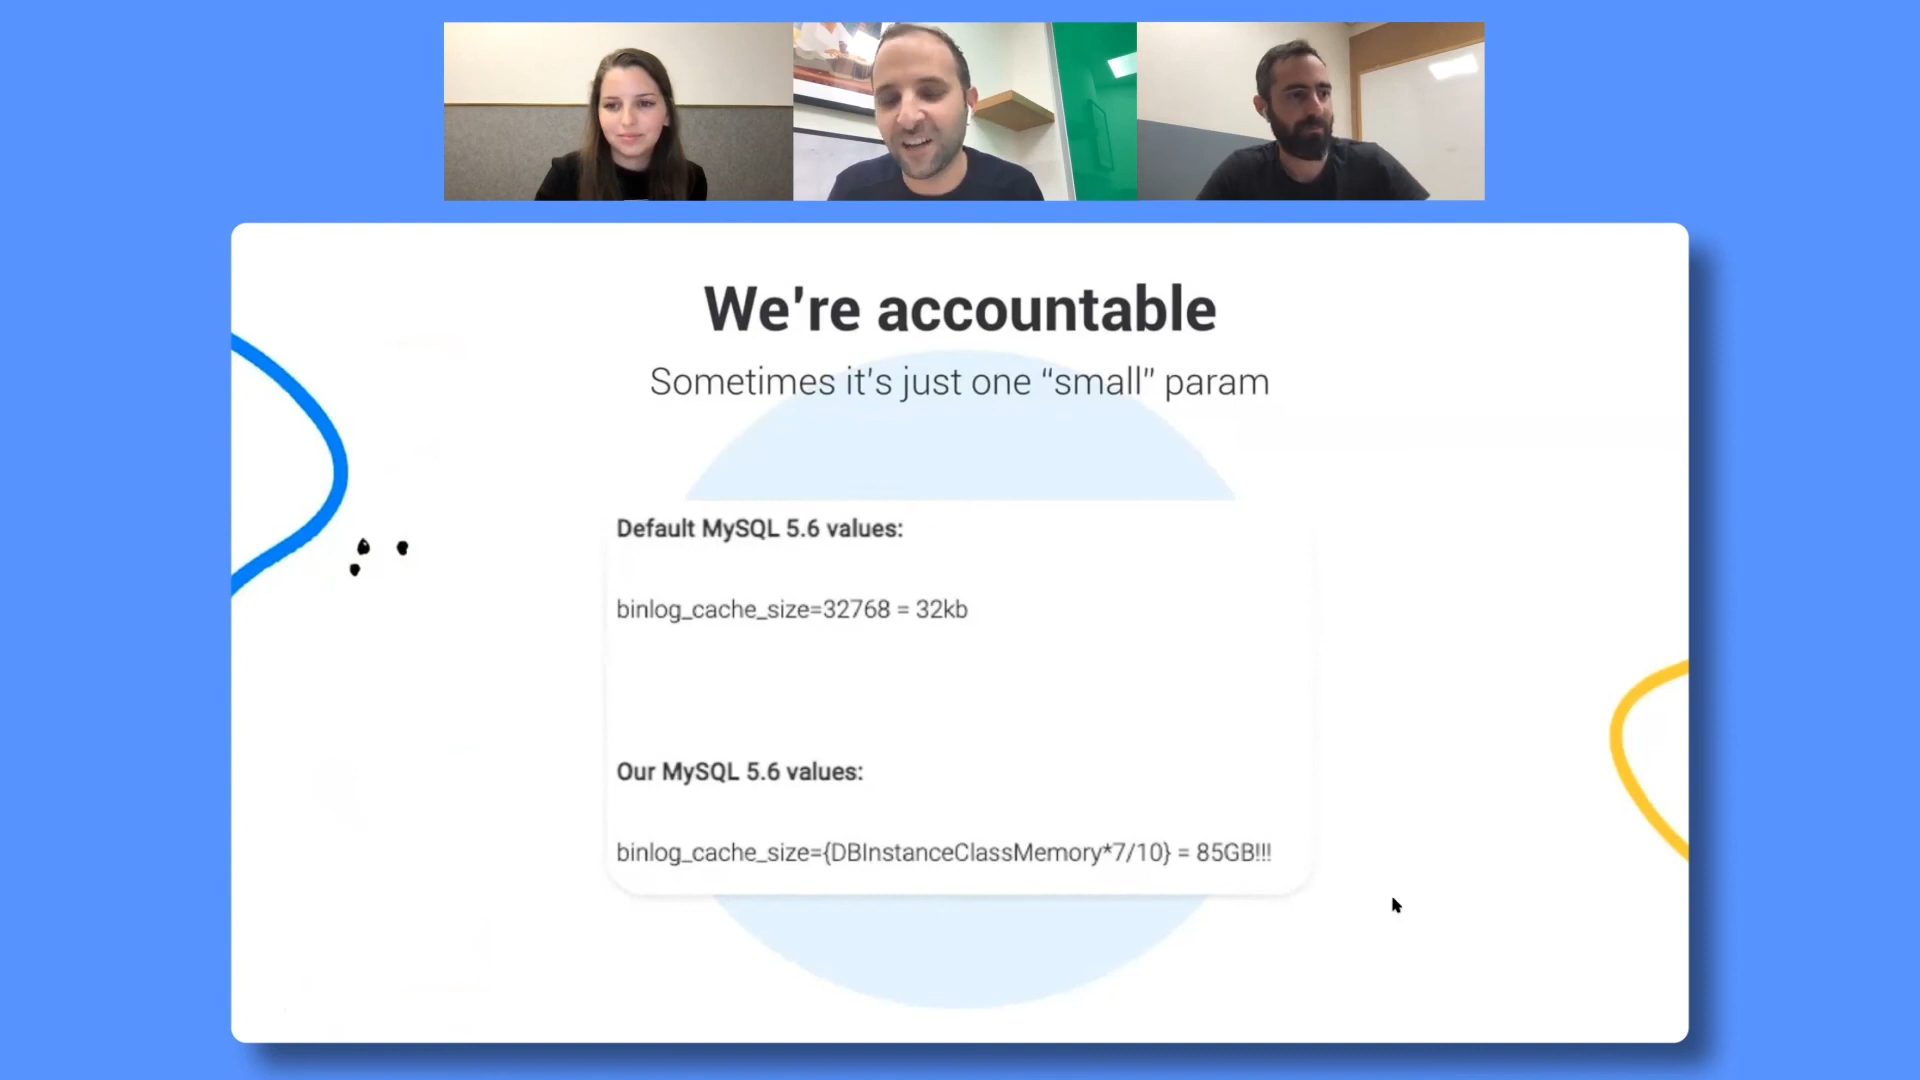 We're accountable
Sometimes it's just one “small” param
Default MySQL 5.6 values:
binlog_cache_size=32768 = 32kb
Our MySQL 5.6 values:
binlog_cache_size={DBInstanceClassMemory*7/10} = 85GB!!!